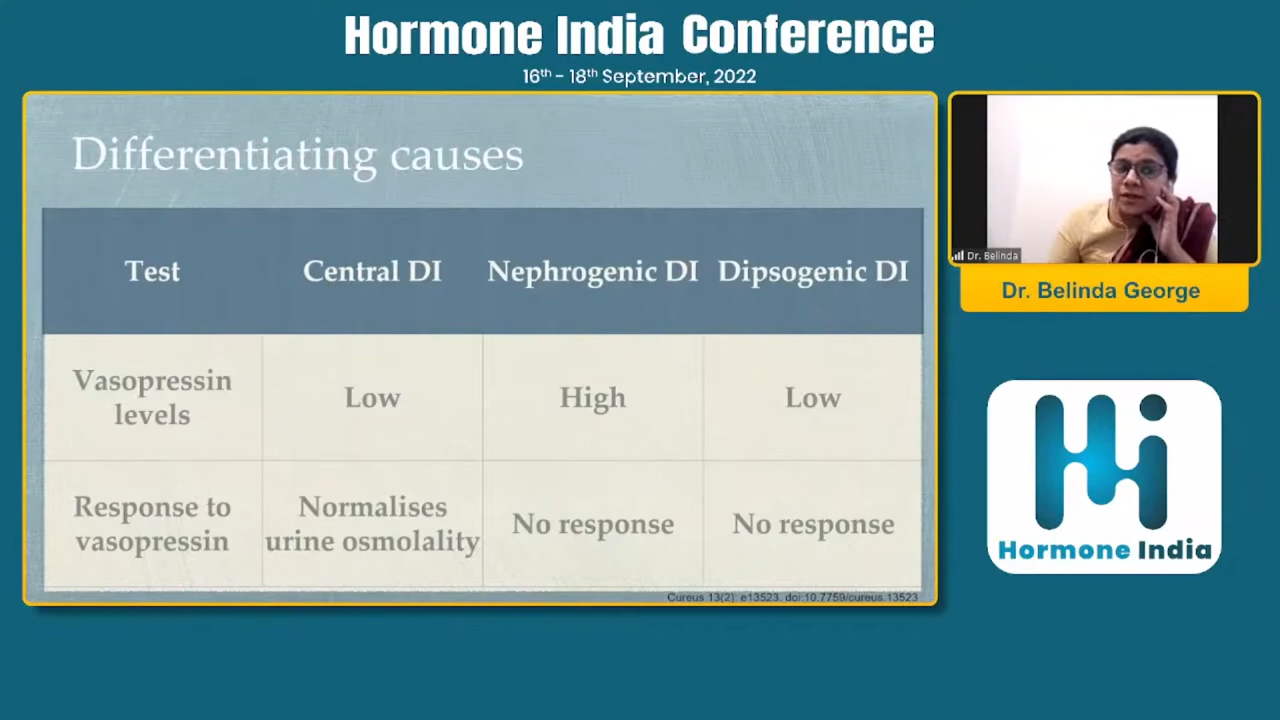 Hormone India Conference
16th - 18th September, 2022
Differentiating causes
Test
Central DI
Nephrogenic DI
Dipsogenic DI
Vasopressin
levels
Low
High
Low
Response to
vasopressin
Normalises
urine osmolality
No response
No response
Cureus 13(2): e13523. doi:10.7759/cureus.13523
Dr. Belinda
Dr. Belinda George
Hi
Hormone India